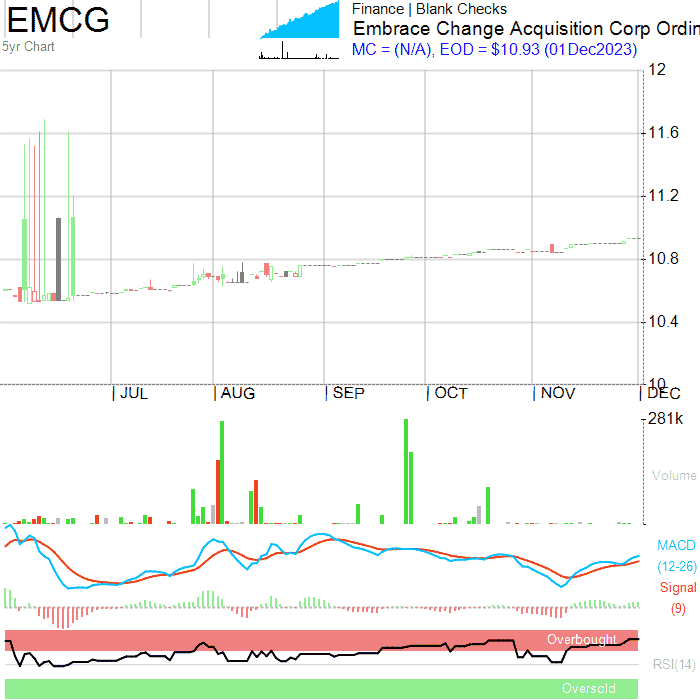 EMCG
5yr Chart
Finance | Blank Checks
Embrace Change Acquisition Corp Ordin
MC = (N/A), EOD = $10.93 (01Dec2023)
12
11.6
11.2
10.8
10.4
10
JUL AUG SEP OCT NOV DEC
281k
Volume
MACD
(12-26)
Signal
(9)
Overbought
RSI(14)
Oversold